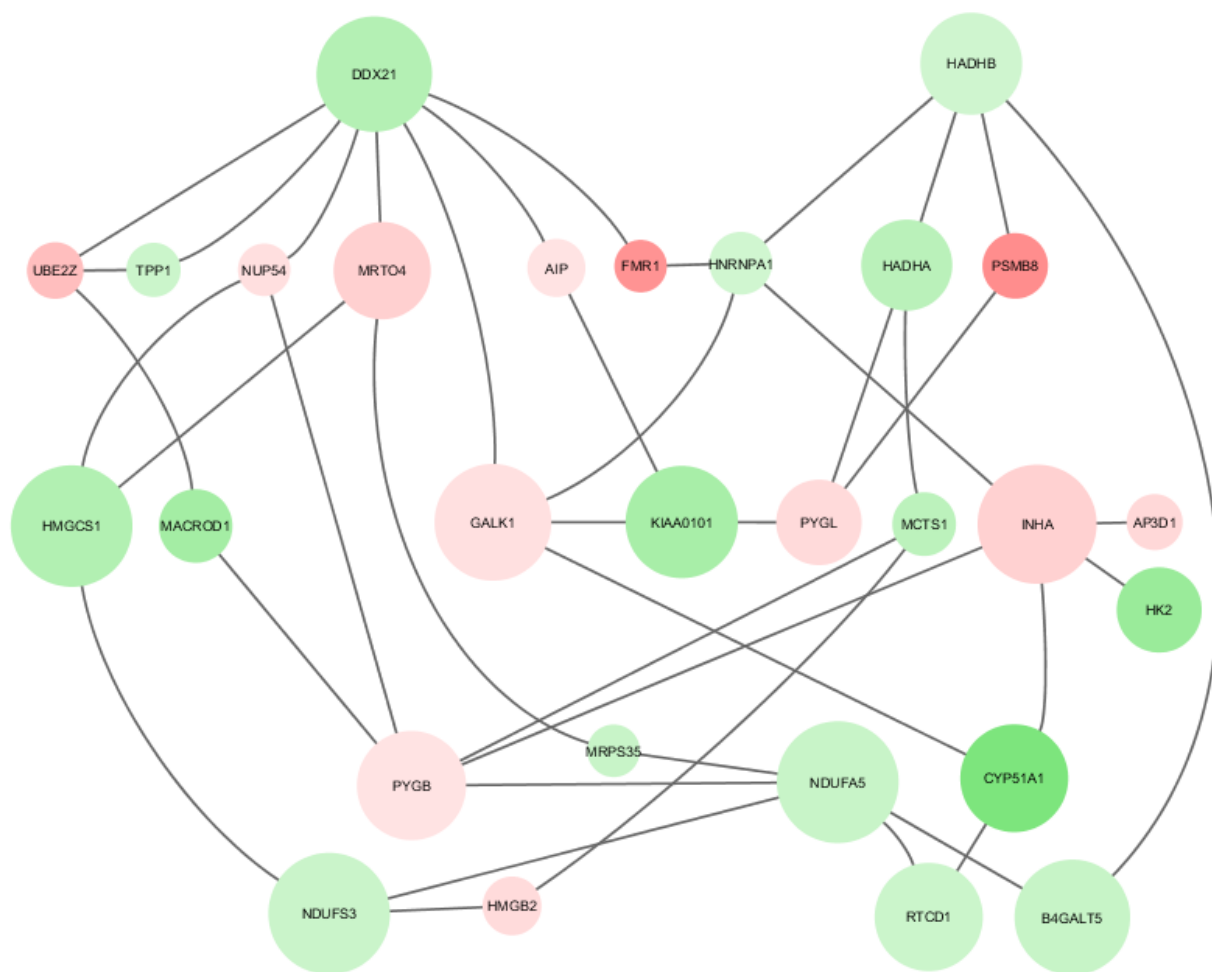 DDX21
HADHB
UBE2Z
TPP1
NUP54
MRTO4
AIP
FMR1
HNRNPA1
HADHA
PSMB8
HMGCS1
MACROD1
GALK1
KIAA0101
PYGL
MCTS1
INHA
AP3D1
HK2
PYGB
MRPS35
NDUFA5
CYP51A1
NDUFS3
HMGB2
RTCD1
B4GALT5